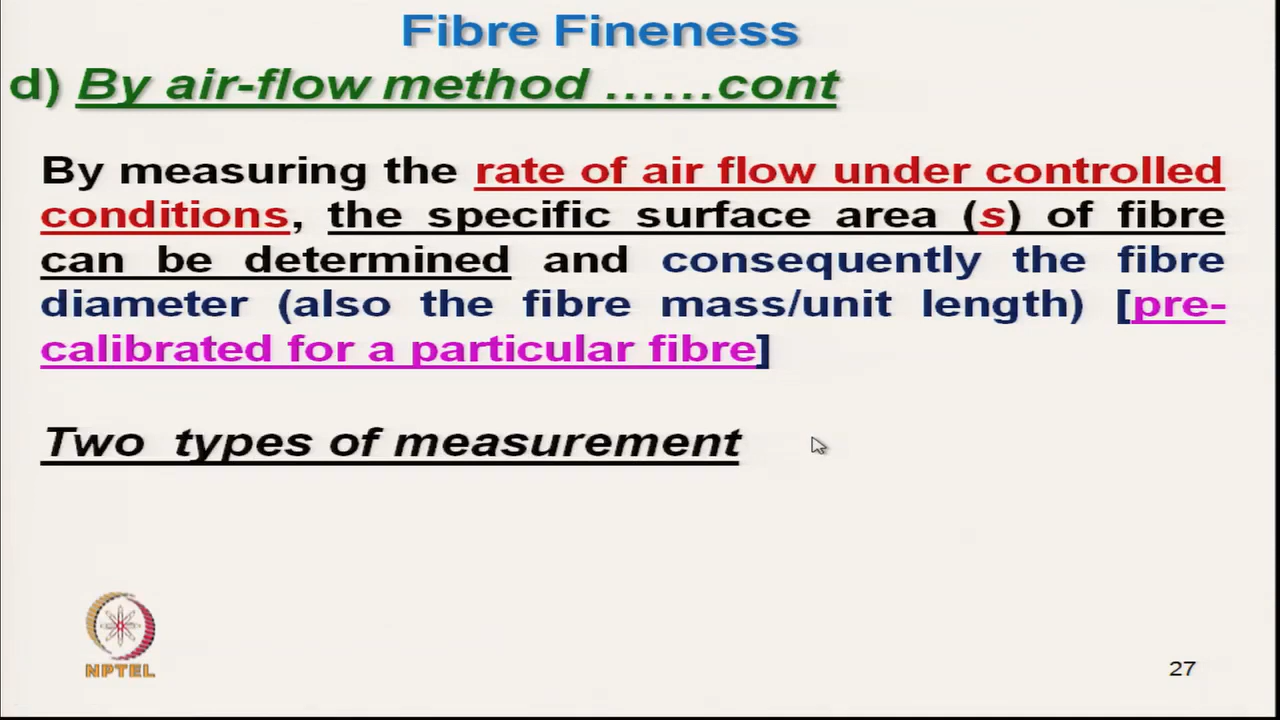 Fibre Fineness
d) By air-flow method ......cont
By measuring the rate of air flow under controlled
conditions, the specific surface area (s) of fibre
can be determined and consequently the fibre
diameter (also the fibre mass/unit length) [pre-
calibrated for a particular fibre]
Two types of measurement
NPTEL
27